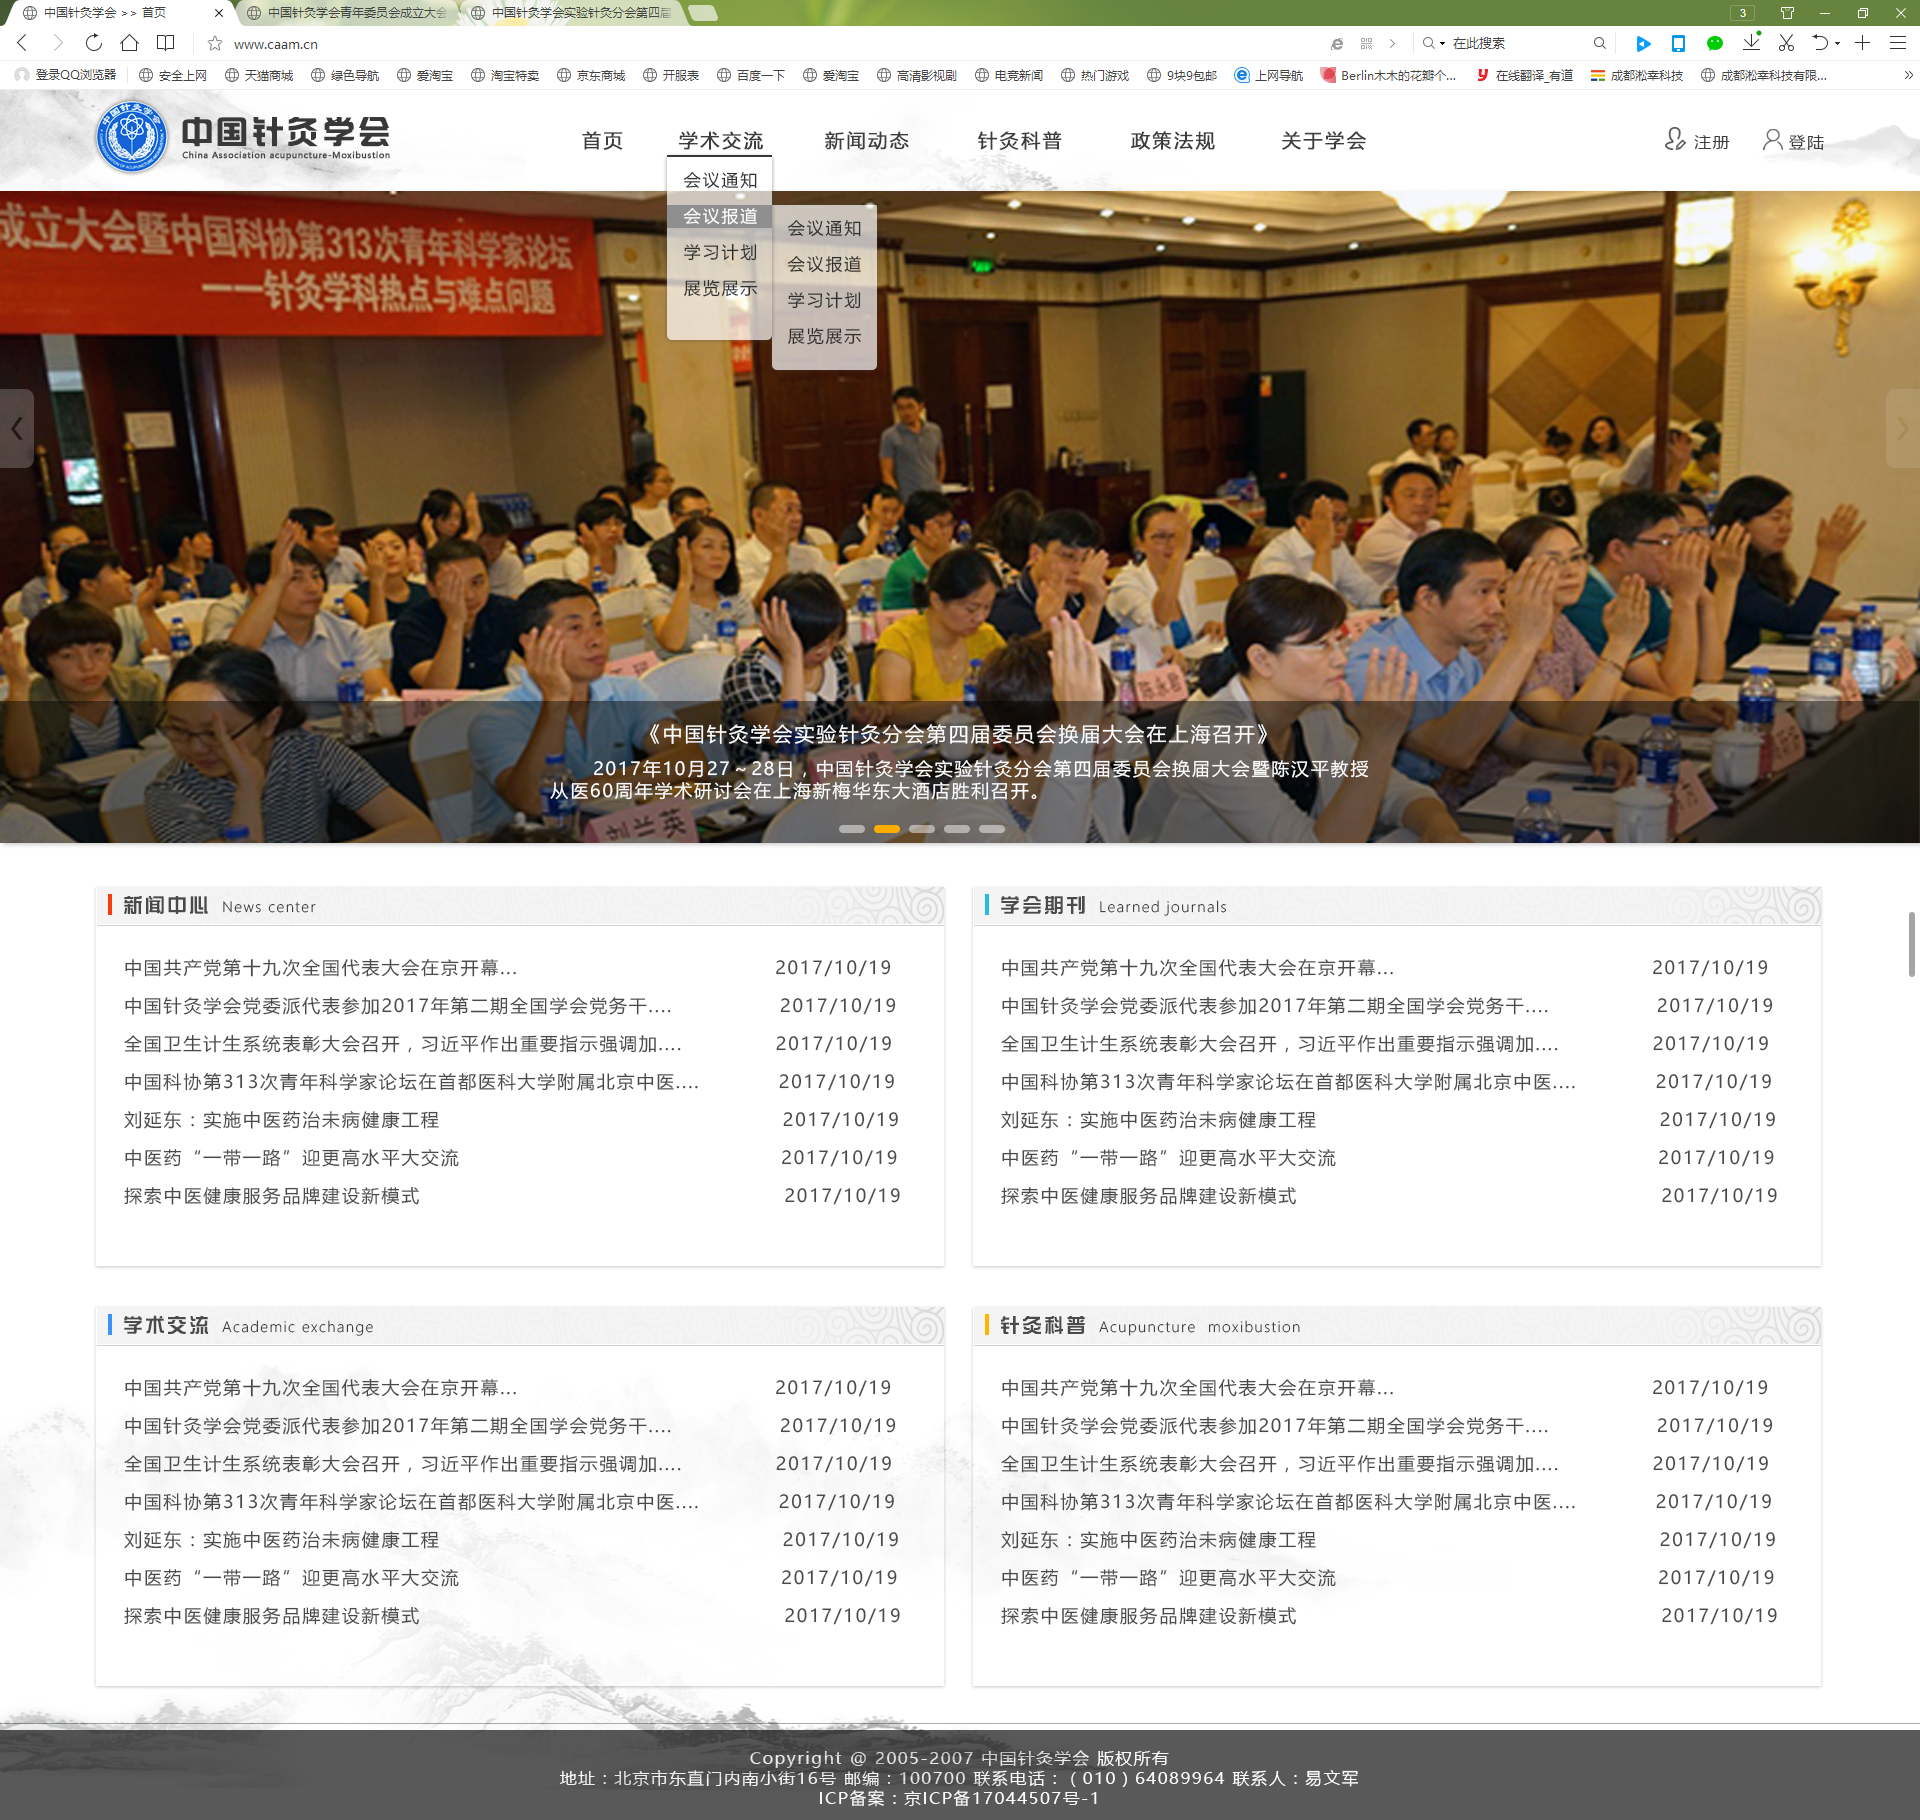 中国针灸学会 >> 首页
中国针灸学会青年委员会成立大会
中国针灸学会实验针灸分会第四届
3
www.caam.cn
在此搜索
登录QQ浏览器 安全上网 天猫商城 绿色导航 爱淘宝 淘宝特卖 京东商城 开服表 百度一下 爱淘宝 高清影视剧 电竞新闻 热门游戏 9块9包邮 上网导航 Berlin木木的花瓣个... 在线翻译_有道 成都淞幸科技 成都淞幸科技有限...
中国针灸学会
China Association acupuncture-Moxibustion
首页 学术交流 新闻动态 针灸科普 政策法规 关于学会
注册 登陆
会议通知
会议报道
学习计划
展览展示
会议通知
会议报道
学习计划
展览展示
成立大会暨中国科协第313次青年科学家论坛
——针灸学科热点与难点问题
刘兰英
《中国针灸学会实验针灸分会第四届委员会换届大会在上海召开》
2017年10月27～28日，中国针灸学会实验针灸分会第四届委员会换届大会暨陈汉平教授
从医60周年学术研讨会在上海新梅华东大酒店胜利召开。
新闻中心 News center
中国共产党第十九次全国代表大会在京开幕... 2017/10/19
中国针灸学会党委派代表参加2017年第二期全国学会党务干.... 2017/10/19
全国卫生计生系统表彰大会召开，习近平作出重要指示强调加.... 2017/10/19
中国科协第313次青年科学家论坛在首都医科大学附属北京中医.... 2017/10/19
刘延东：实施中医药治未病健康工程 2017/10/19
中医药“一带一路”迎更高水平大交流 2017/10/19
探索中医健康服务品牌建设新模式 2017/10/19
学会期刊 Learned journals
中国共产党第十九次全国代表大会在京开幕... 2017/10/19
中国针灸学会党委派代表参加2017年第二期全国学会党务干.... 2017/10/19
全国卫生计生系统表彰大会召开，习近平作出重要指示强调加.... 2017/10/19
中国科协第313次青年科学家论坛在首都医科大学附属北京中医.... 2017/10/19
刘延东：实施中医药治未病健康工程 2017/10/19
中医药“一带一路”迎更高水平大交流 2017/10/19
探索中医健康服务品牌建设新模式 2017/10/19
学术交流 Academic exchange
中国共产党第十九次全国代表大会在京开幕... 2017/10/19
中国针灸学会党委派代表参加2017年第二期全国学会党务干.... 2017/10/19
全国卫生计生系统表彰大会召开，习近平作出重要指示强调加.... 2017/10/19
中国科协第313次青年科学家论坛在首都医科大学附属北京中医.... 2017/10/19
刘延东：实施中医药治未病健康工程 2017/10/19
中医药“一带一路”迎更高水平大交流 2017/10/19
探索中医健康服务品牌建设新模式 2017/10/19
针灸科普 Acupuncture moxibustion
中国共产党第十九次全国代表大会在京开幕... 2017/10/19
中国针灸学会党委派代表参加2017年第二期全国学会党务干.... 2017/10/19
全国卫生计生系统表彰大会召开，习近平作出重要指示强调加.... 2017/10/19
中国科协第313次青年科学家论坛在首都医科大学附属北京中医.... 2017/10/19
刘延东：实施中医药治未病健康工程 2017/10/19
中医药“一带一路”迎更高水平大交流 2017/10/19
探索中医健康服务品牌建设新模式 2017/10/19
Copyright @ 2005-2007 中国针灸学会 版权所有
地址：北京市东直门内南小街16号 邮编：100700 联系电话：（010）64089964 联系人：易文军
ICP备案：京ICP备17044507号-1